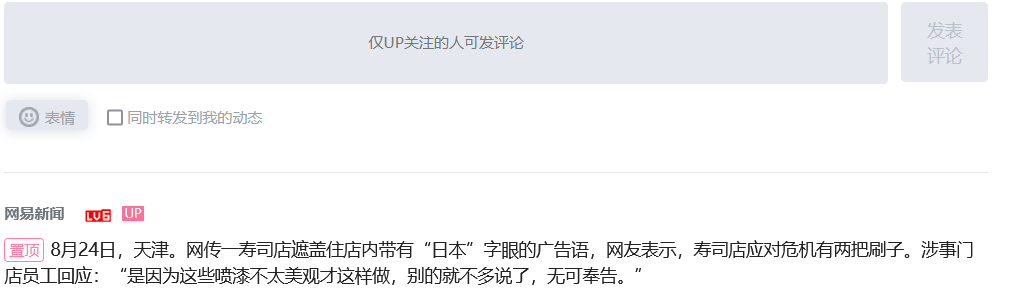 仅UP关注的人可发评论
发表
评论
表情
同时转发到我的动态
网易新闻 LV6 UP
置顶 8月24日，天津。网传一寿司店遮盖住店内带有“日本”字眼的广告语，网友表示，寿司店应对危机有两把刷子。涉事门
店员工回应：“是因为这些喷漆不太美观才这样做，别的就不多说了，无可奉告。”